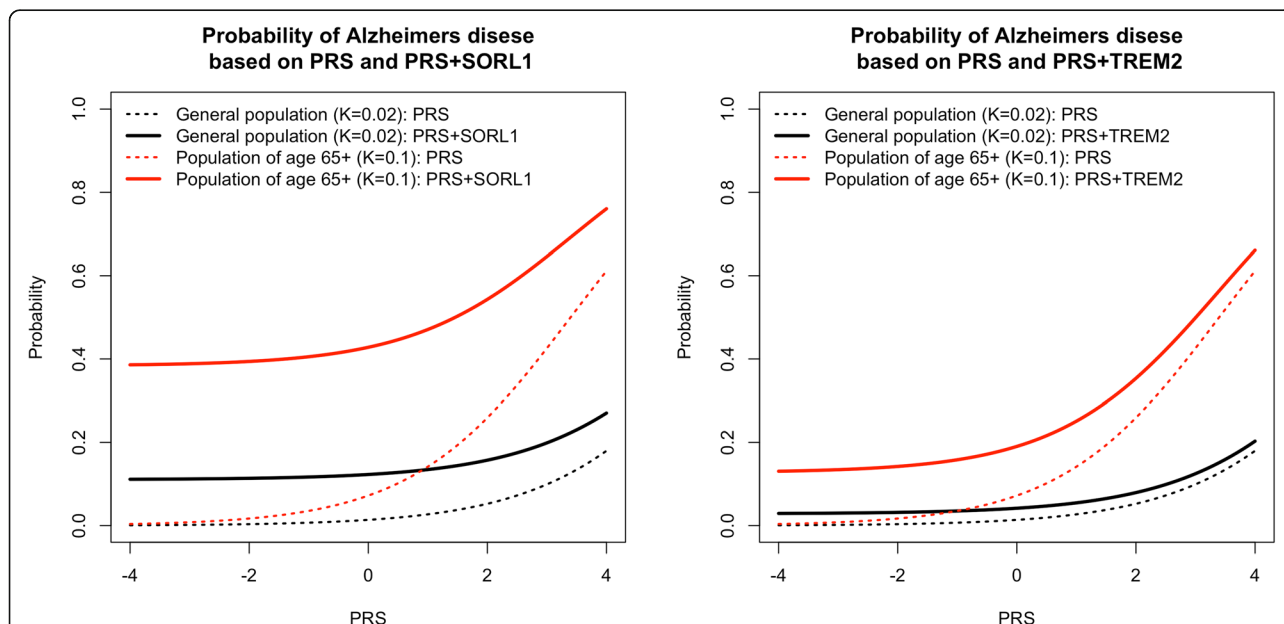 Probability of Alzheimers disese
based on PRS and PRS+SORL1
General population (K=0.02): PRS
General population (K=0.02): PRS+SORL1
Population of age 65+ (K=0.1): PRS
Population of age 65+ (K=0.1): PRS+SORL1
Probability
1.0
0.8
0.6
0.4
0.2
0.0
-4
-2
0
2
4
PRS
Probability of Alzheimers disese
based on PRS and PRS+TREM2
General population (K=0.02): PRS
General population (K=0.02): PRS+TREM2
Population of age 65+ (K=0.1): PRS
Population of age 65+ (K=0.1): PRS+TREM2
Probability
1.0
0.8
0.6
0.4
0.2
0.0
-4
-2
0
2
4
PRS